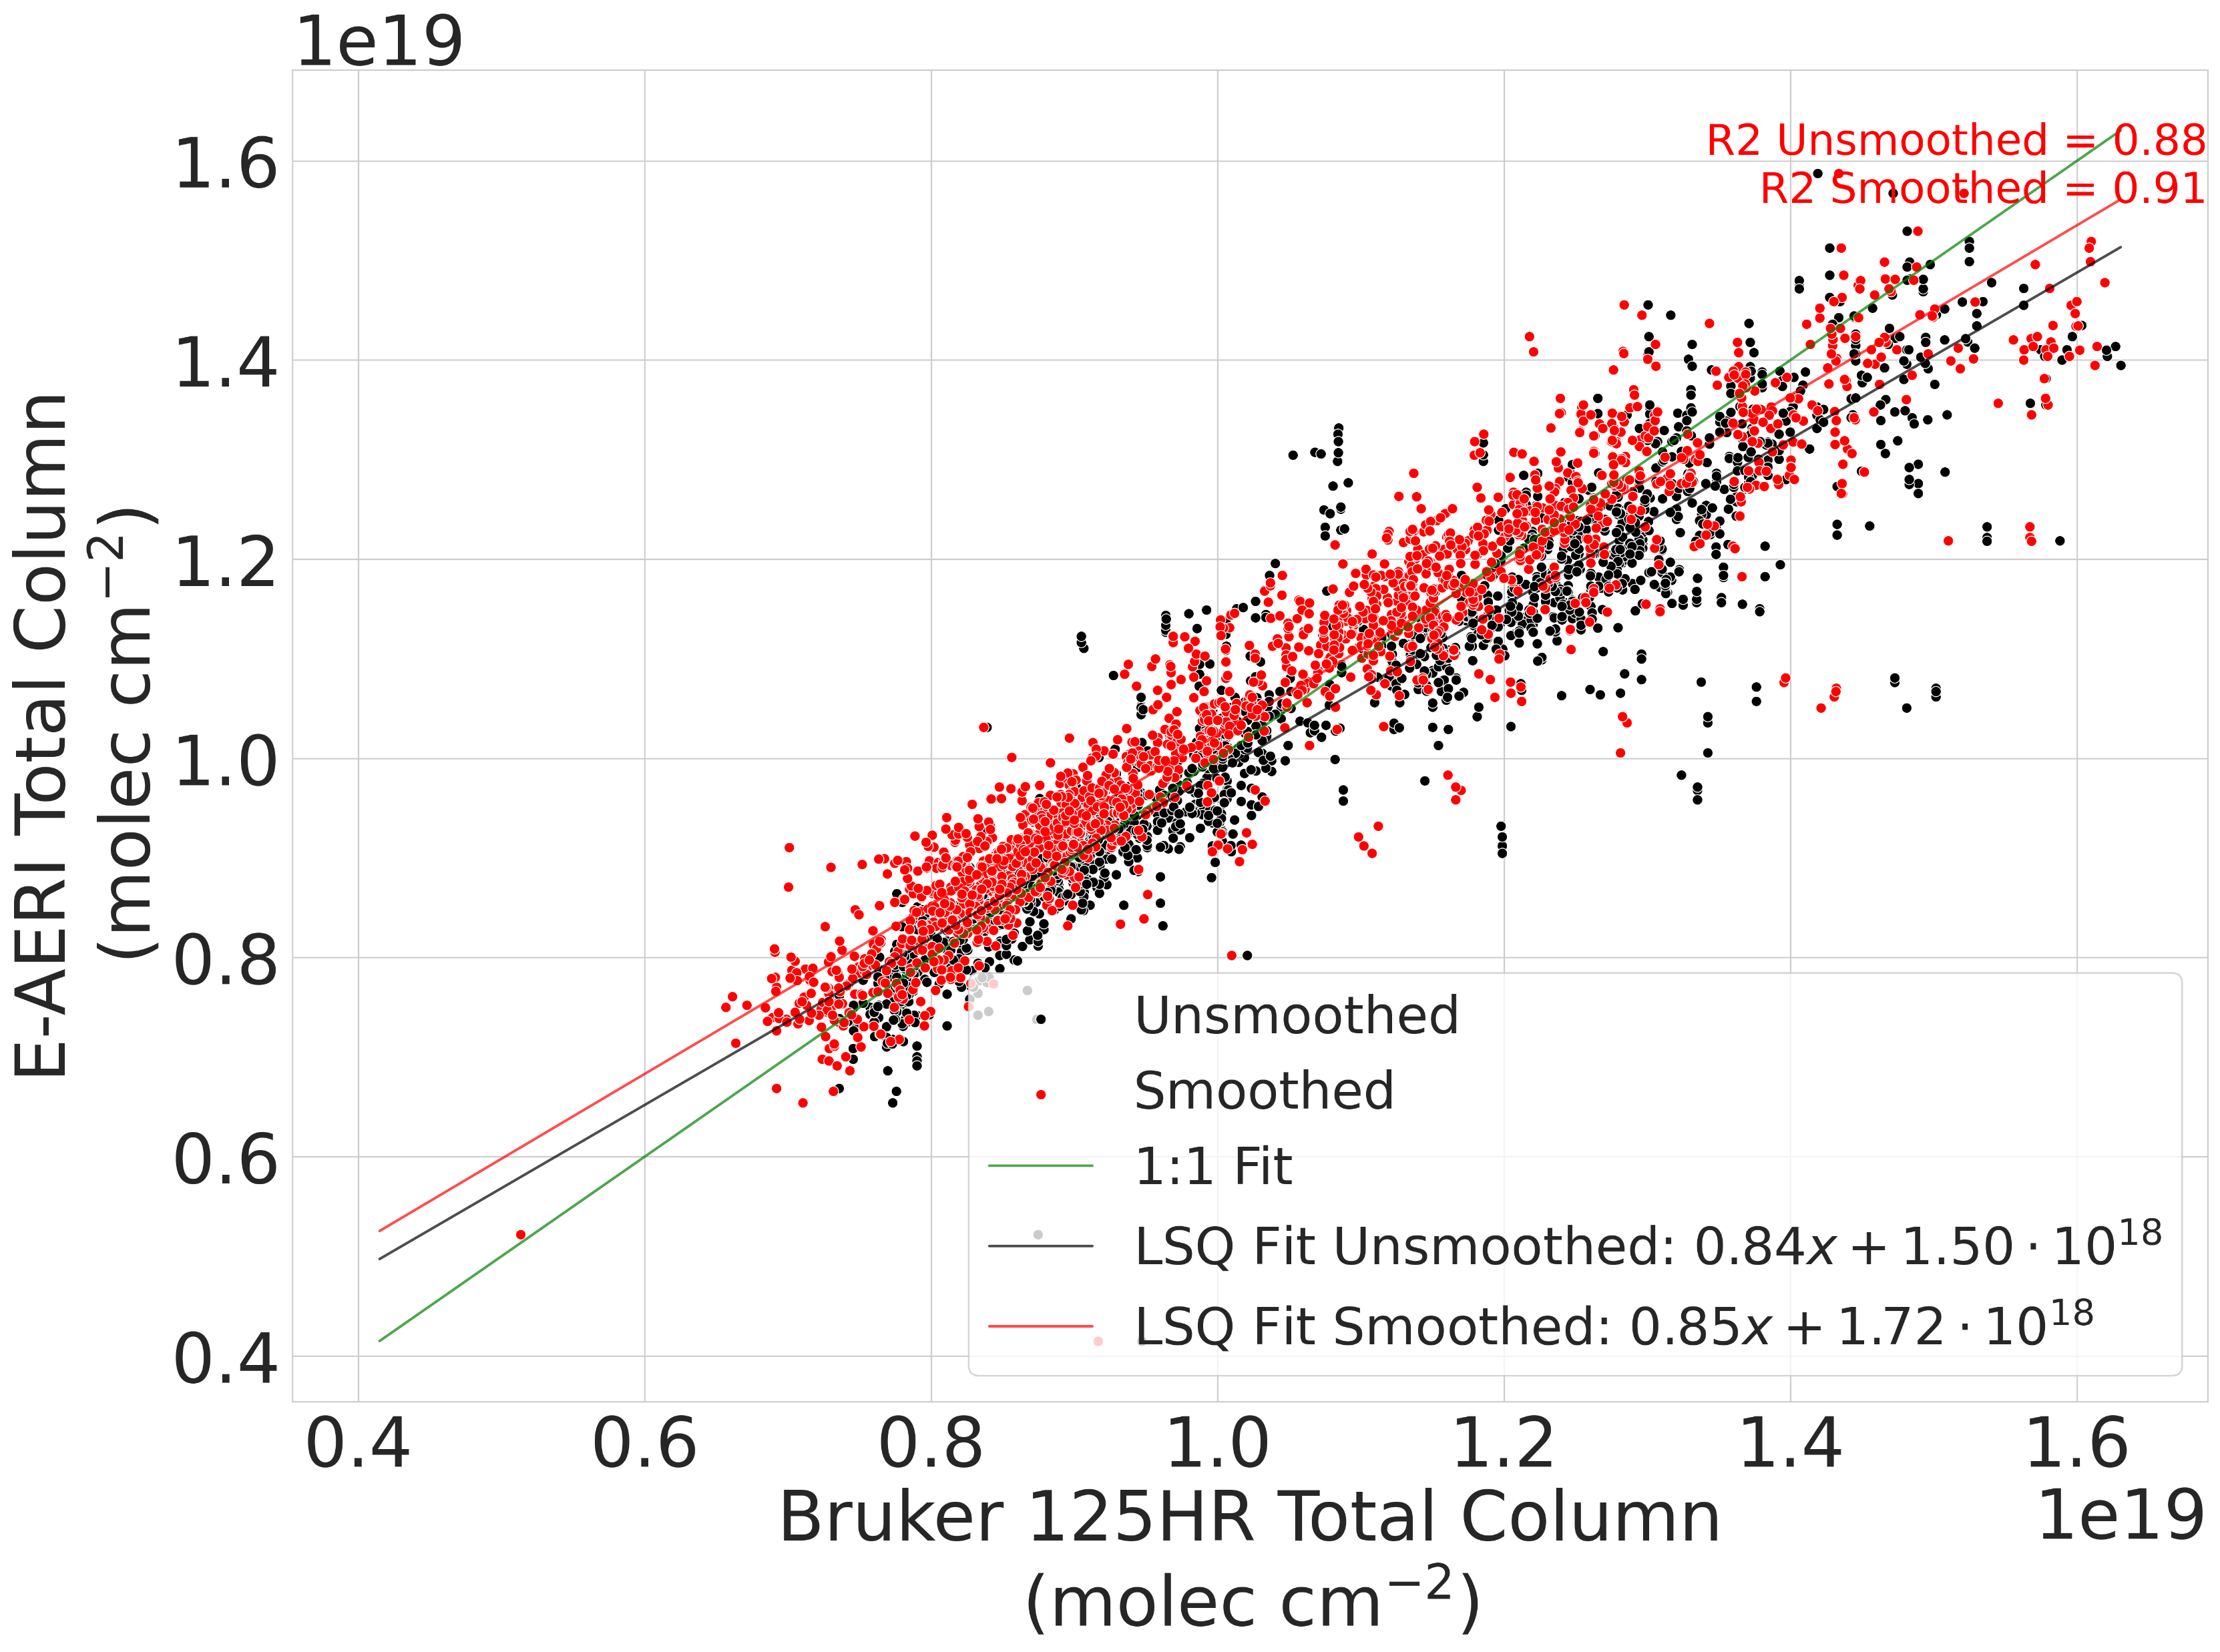 1e19
R2 Unsmoothed = 0.88
R2 Smoothed = 0.91
1.6
1.4
1.2
1.0
0.8
0.6
0.4
E-AERI Total Column
(molec cm⁻²)
Unsmoothed
Smoothed
1:1 Fit
LSQ Fit Unsmoothed: 0.84x + 1.50 · 10¹⁸
LSQ Fit Smoothed: 0.85x + 1.72 · 10¹⁸
0.4 0.6 0.8 1.0 1.2 1.4 1.6
Bruker 125HR Total Column
1e19
(molec cm⁻²)